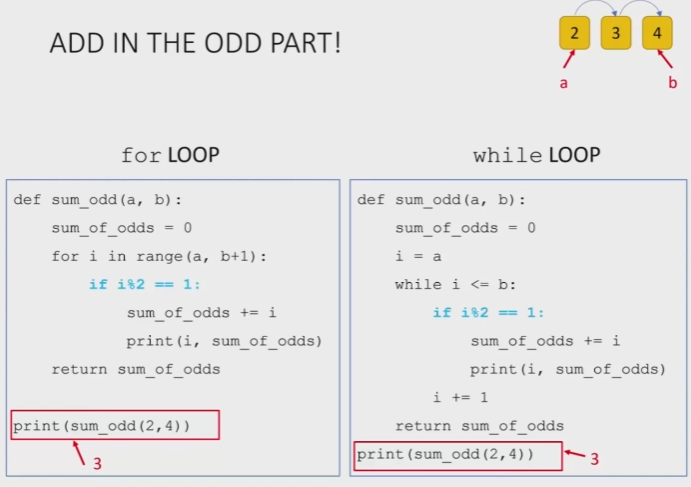 ADD IN THE ODD PART!
2 3 4
a b
for LOOP
def sum_odd(a, b):
    sum_of_odds = 0
    for i in range(a, b+1):
        if i%2 == 1:
            sum_of_odds += i
            print(i, sum_of_odds)
    return sum_of_odds
print(sum_odd(2,4))
3
while LOOP
def sum_odd(a, b):
    sum_of_odds = 0
    i = a
    while i <= b:
        if i%2 == 1:
            sum_of_odds += i
            print(i, sum_of_odds)
        i += 1
    return sum_of_odds
print(sum_odd(2,4))
3